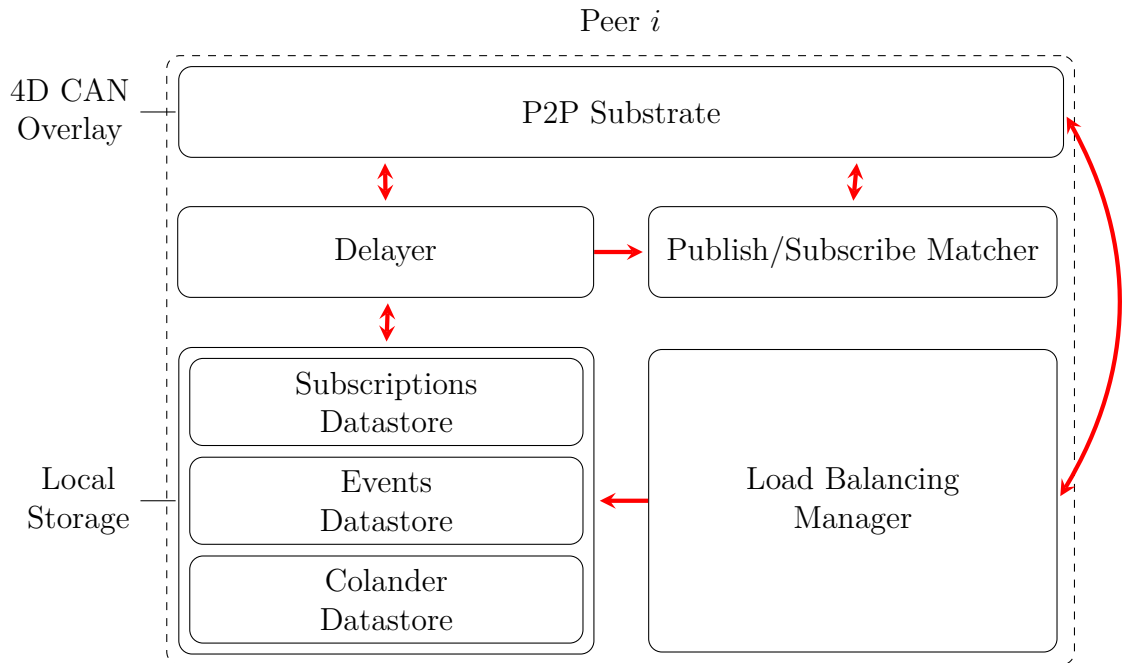 Peer i
4D CAN
Overlay
P2P Substrate
Delayer
Publish/Subscribe Matcher
Subscriptions
Datastore
Local
Storage
Events
Datastore
Load Balancing
Manager
Colander
Datastore